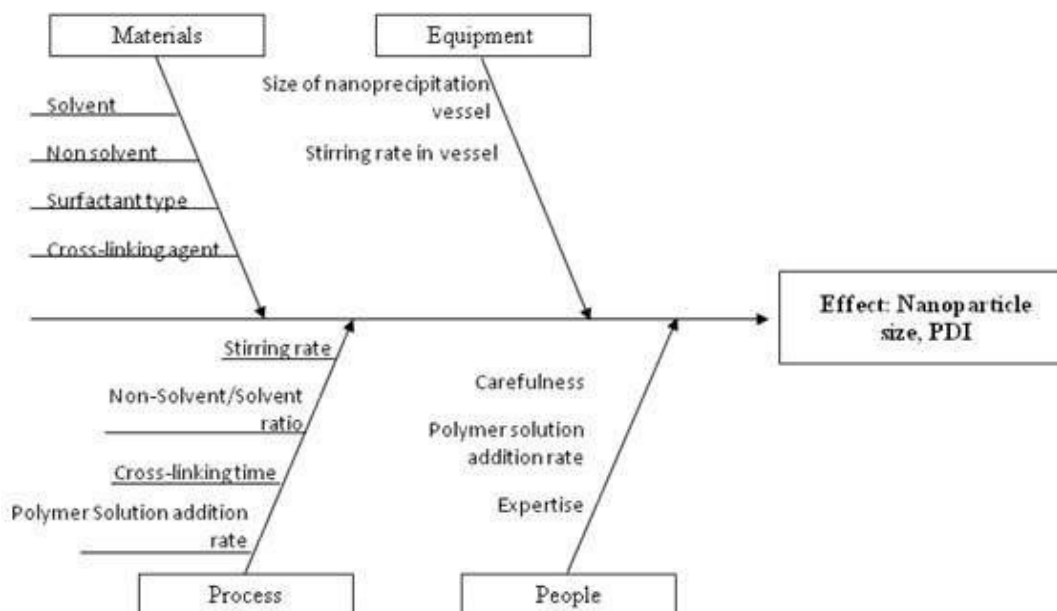 Materials
Equipment
Solvent
Non solvent
Surfactant type
Cross-linking agent
Size of nanoprecipitation
vessel
Stirring rate in vessel
Effect: Nanoparticle
size, PDI
Stirring rate
Non-Solvent/Solvent
ratio
Cross-linking time
Polymer Solution addition
rate
Carefulness
Polymer solution
addition rate
Expertise
Process
People